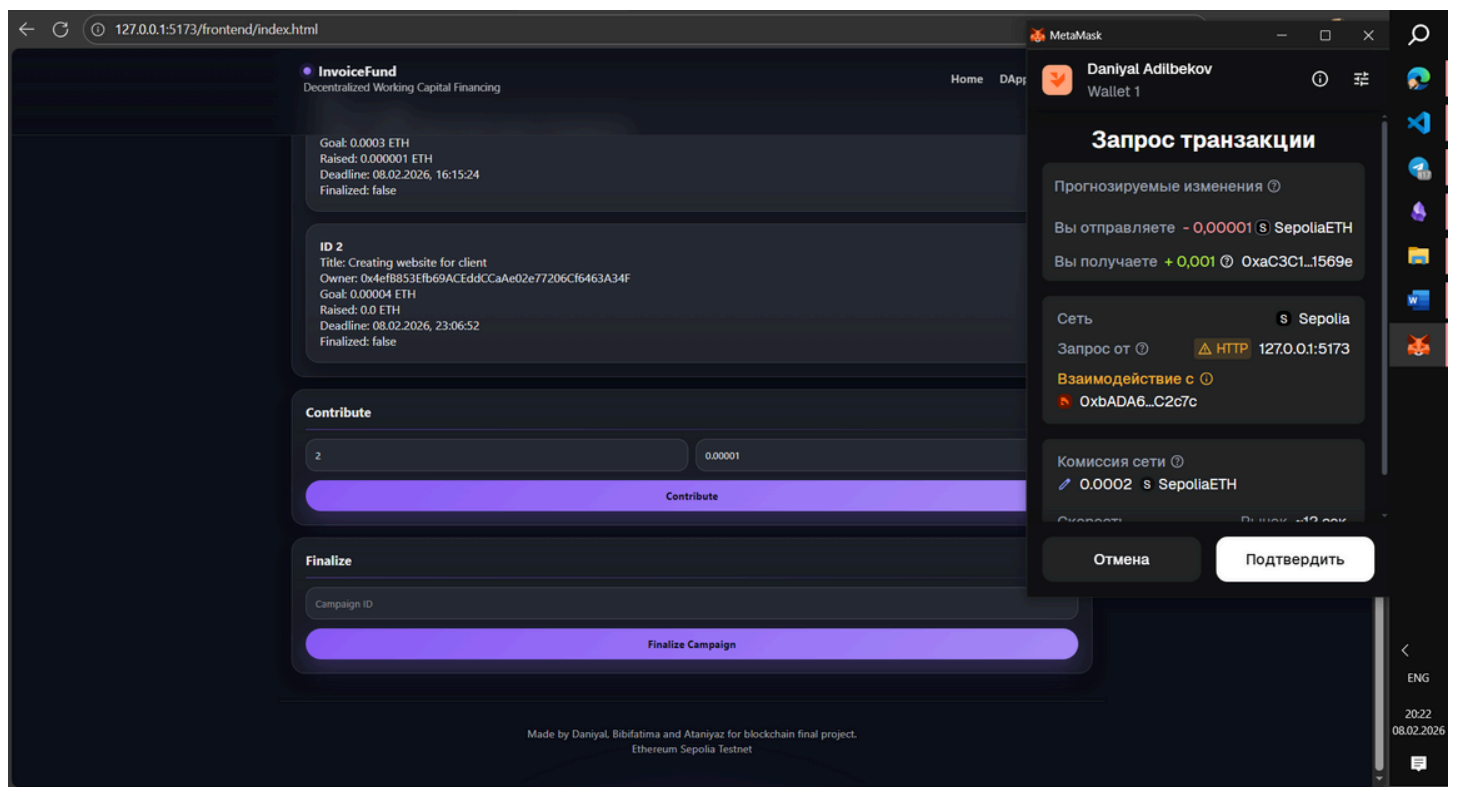 127.0.0.1:5173/frontend/index.html
InvoiceFund
Decentralized Working Capital Financing
Home DApp
Goal: 0.0003 ETH
Raised: 0.000001 ETH
Deadline: 08.02.2026, 16:15:24
Finalized: false
ID 2
Title: Creating website for client
Owner: 0x4efB853Efb69ACEddCCaAe02e77206Cf6463A34F
Goal: 0.00004 ETH
Raised: 0.0 ETH
Deadline: 08.02.2026, 23:06:52
Finalized: false
Contribute
2 0.00001
Contribute
Finalize
Campaign ID
Finalize Campaign
Made by Daniyal, Bibifatima and Ataniyaz for blockchain final project.
Ethereum Sepolia Testnet
MetaMask
Daniyal Adilbekov
Wallet 1
Запрос транзакции
Прогнозируемые изменения
Вы отправляете - 0,00001 S SepoliaETH
Вы получаете + 0,001 0xaC3C1...1569e
Сеть S Sepolia
Запрос от HTTP 127.0.0.1:5173
Взаимодействие с
0xbADA6...C2c7c
Комиссия сети
0.0002 S SepoliaETH
Скорость Рынок ~12 сек
Отмена Подтвердить
ENG
20:22
08.02.2026